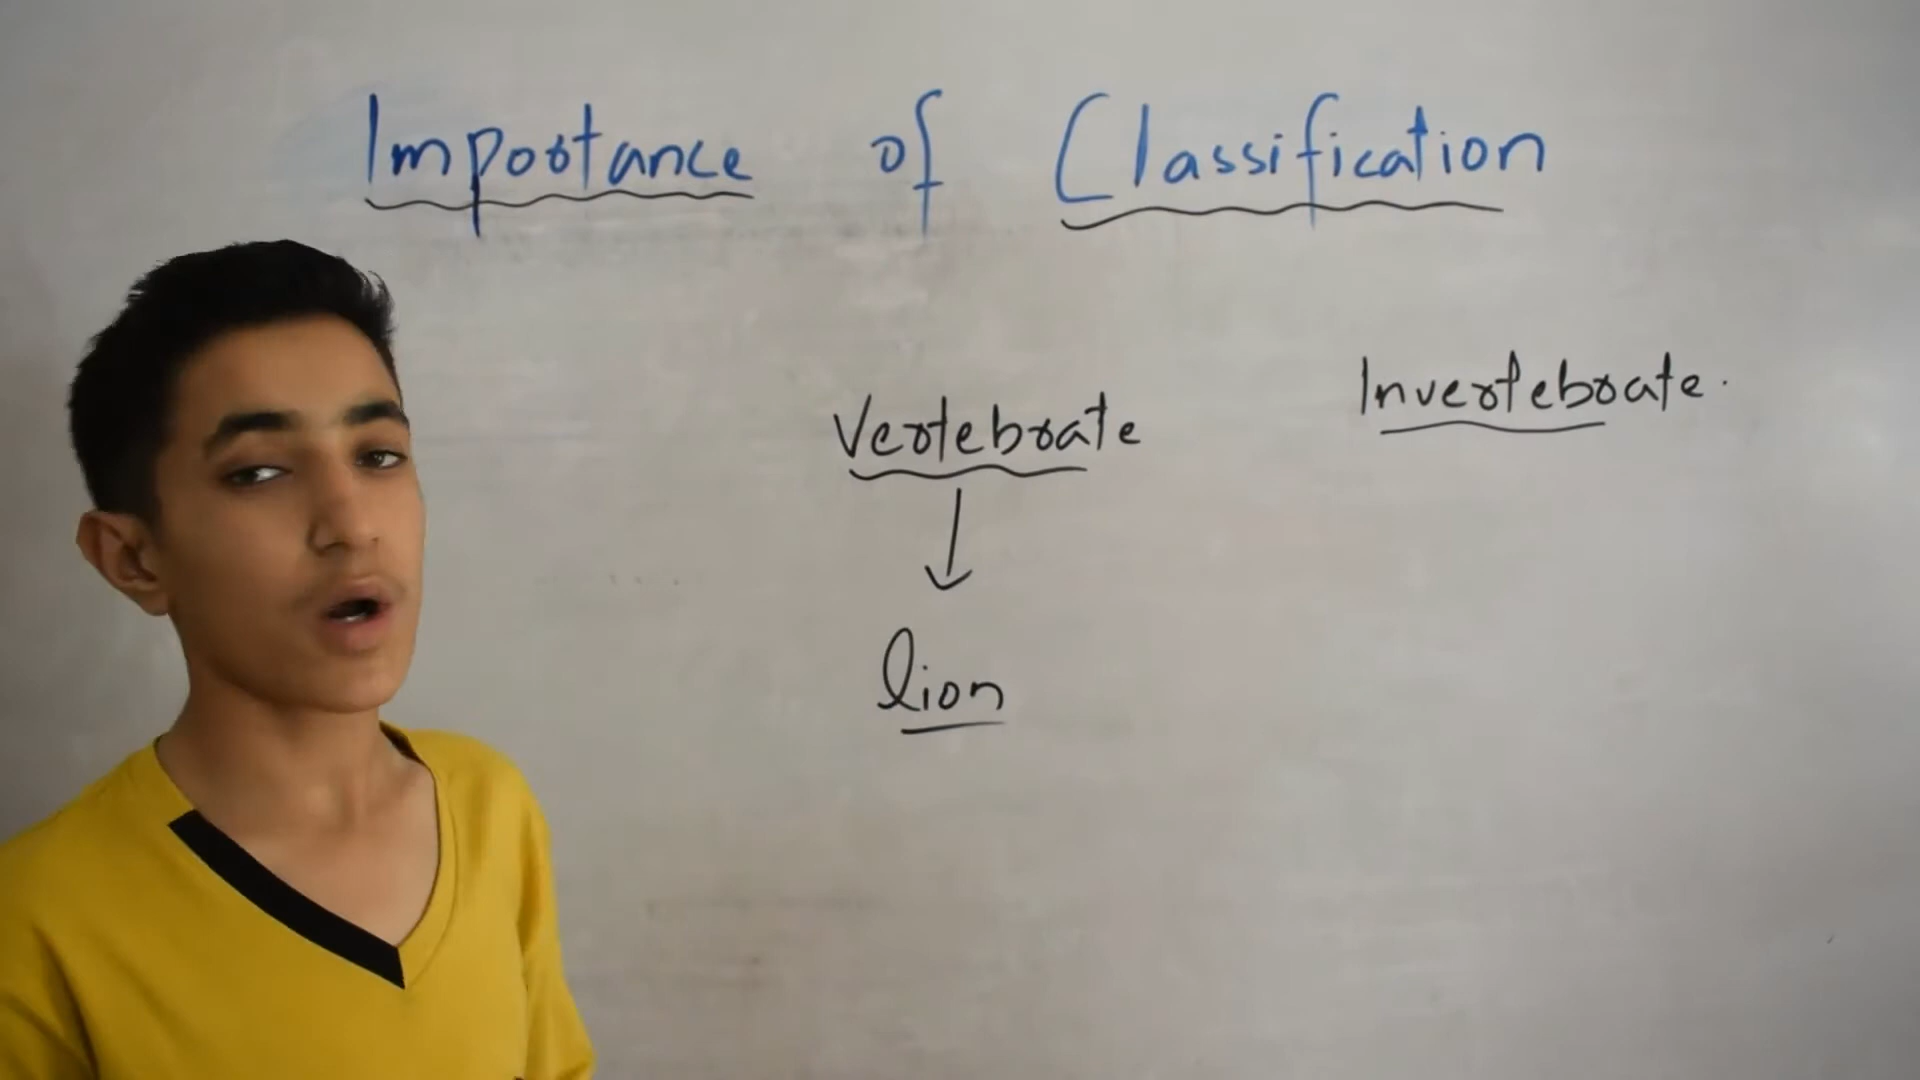 Importance of Classification
Vertebrate
Invertebrate.
lion